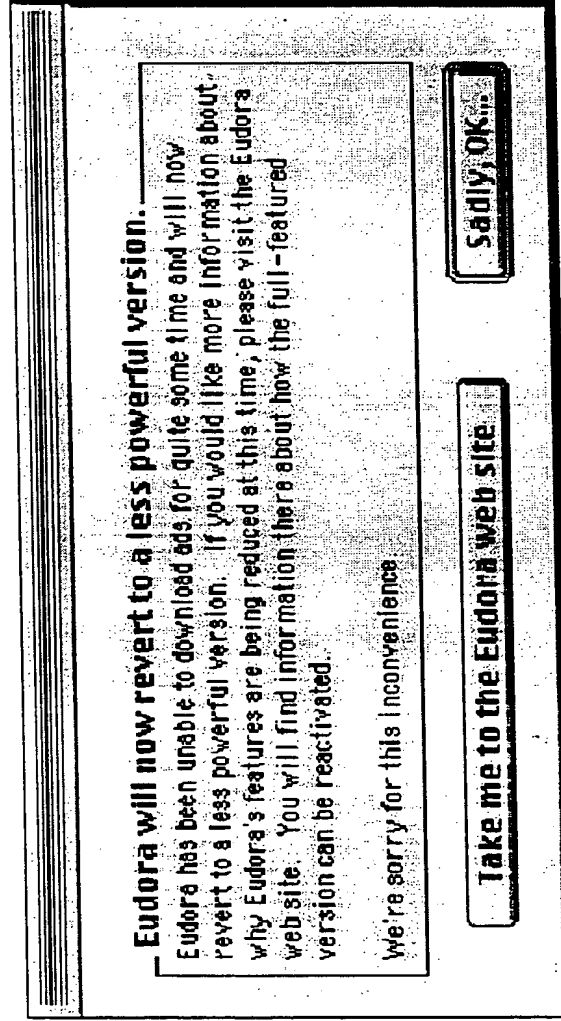 Eudora will now revert to a less powerful version.
Eudora has been unable to download ads for quite some time and will now
revert to a less powerful version. If you would like more information about
why Eudora's features are being reduced at this time, please visit the Eudora
web site. You will find information there about how the full-featured
version can be reactivated.
We're sorry for this inconvenience.
Take me to the Eudora web site
sadly, OK...